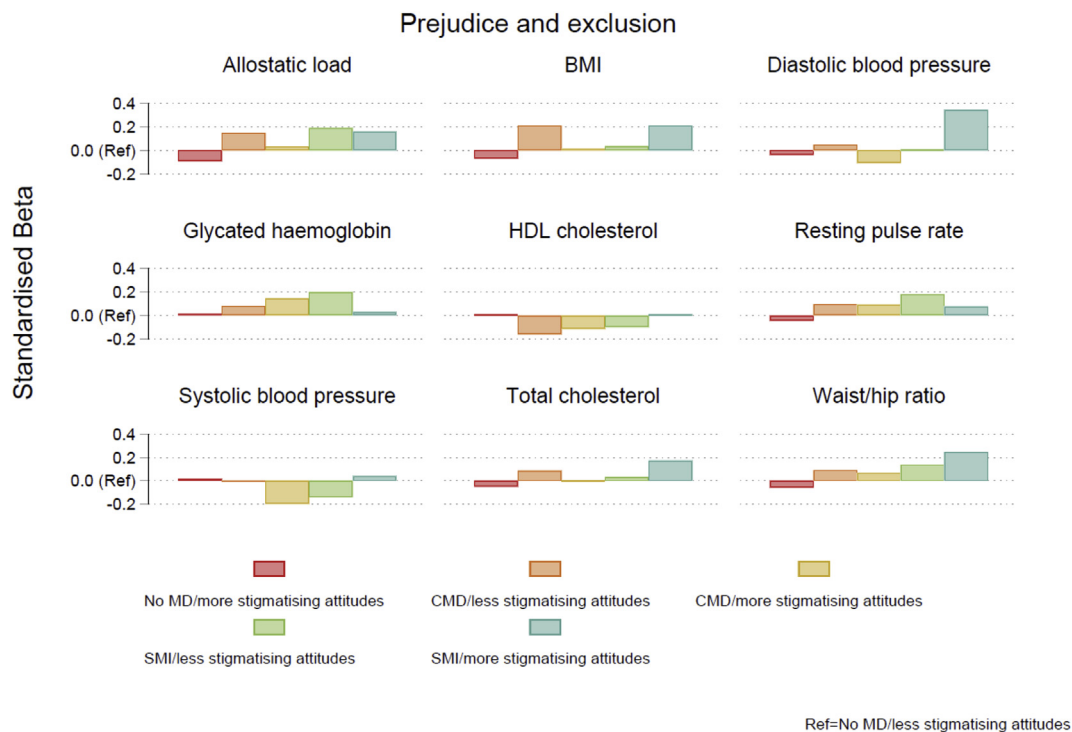 Prejudice and exclusion
Allostatic load
BMI
Diastolic blood pressure
0.4
0.2
0.0 (Ref)
-0.2
Glycated haemoglobin
HDL cholesterol
Resting pulse rate
0.4
0.2
0.0 (Ref)
-0.2
Standardised Beta
Systolic blood pressure
Total cholesterol
Waist/hip ratio
0.4
0.2
0.0 (Ref)
-0.2
No MD/more stigmatising attitudes
CMD/less stigmatising attitudes
CMD/more stigmatising attitudes
SMI/less stigmatising attitudes
SMI/more stigmatising attitudes
Ref=No MD/less stigmatising attitudes